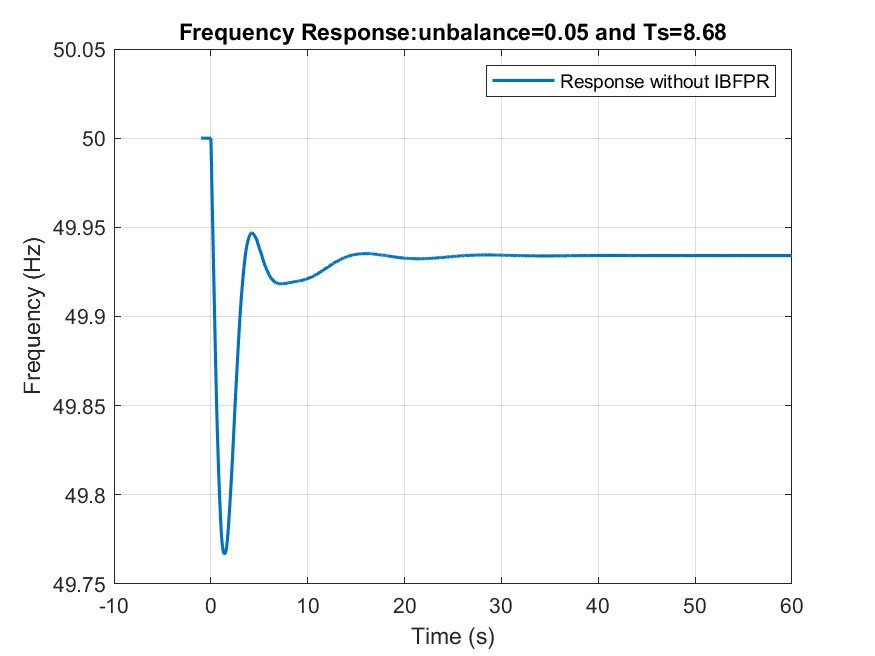 Frequency Response:unbalance=0.05 and Ts=8.68
Response without IBFPR
50.05
50
49.95
49.9
49.85
49.8
49.75
Frequency (Hz)
-10 0 10 20 30 40 50 60
Time (s)